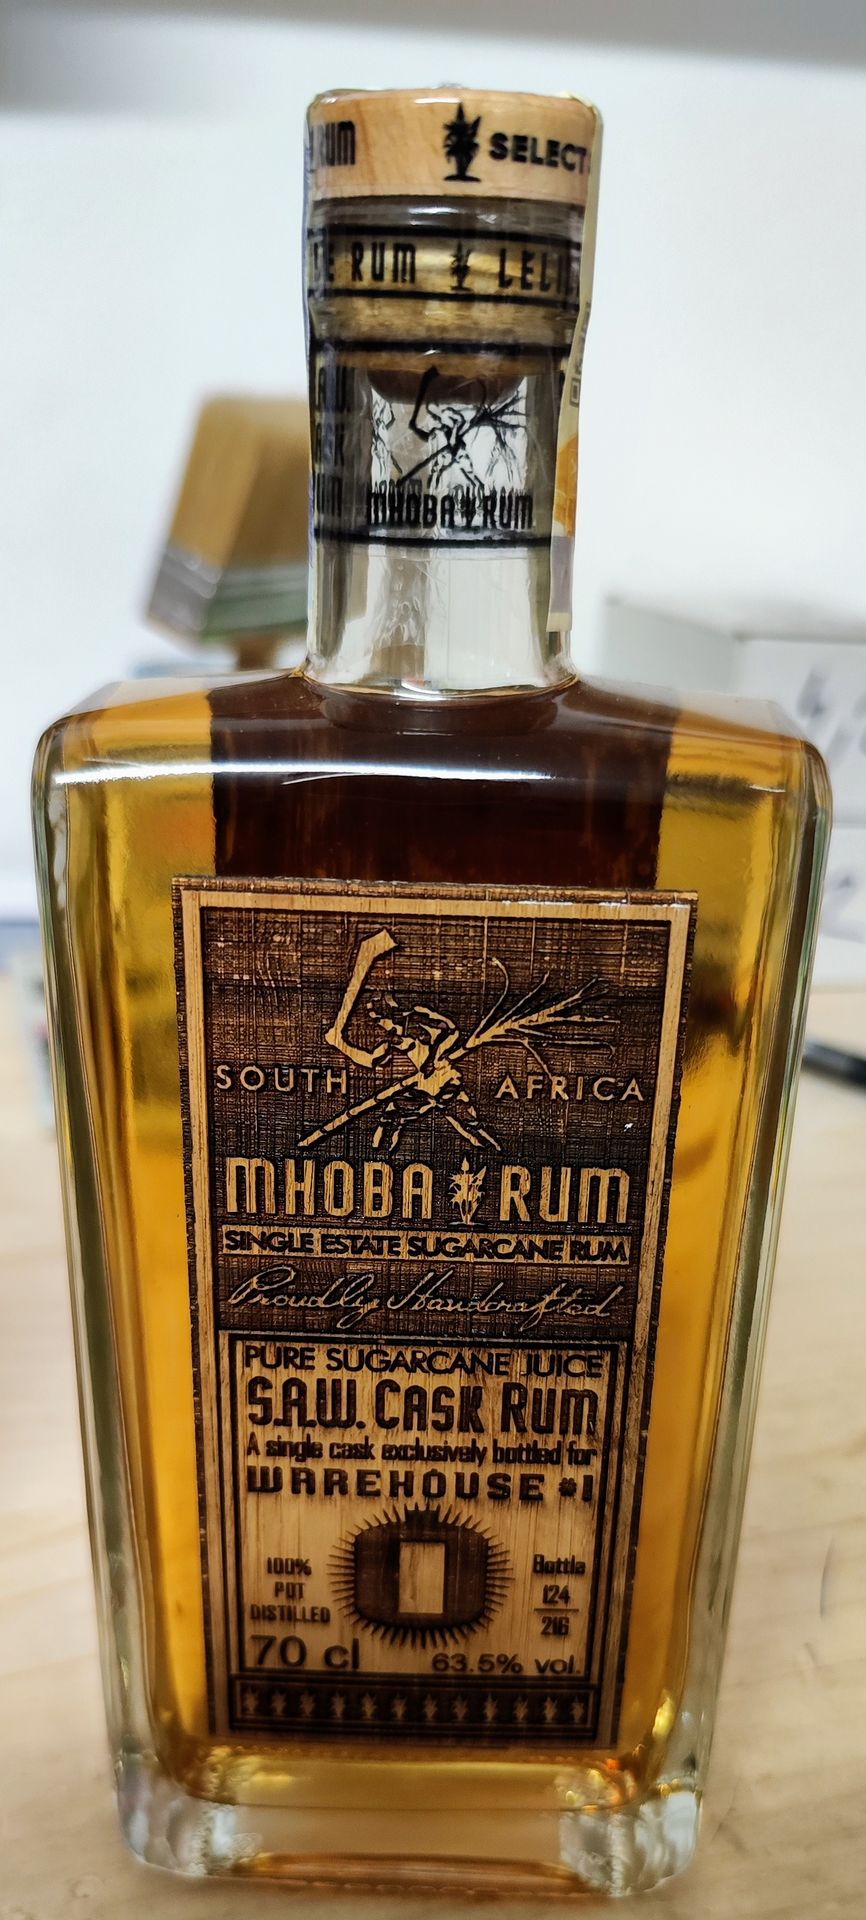 RUM SELECT
RUM
MHOBA RUM
SOUTH AFRICA
MHOBA RUM
SINGLE ESTATE SUGARCANE RUM
Proudly Handcrafted
PURE SUGARCANE JUICE
S.A.W. CASK RUM
A single cask exclusively bottled for
WAREHOUSE #1
100%
POT
DISTILLED
Bottle
124
216
70 cl 63.5% vol.